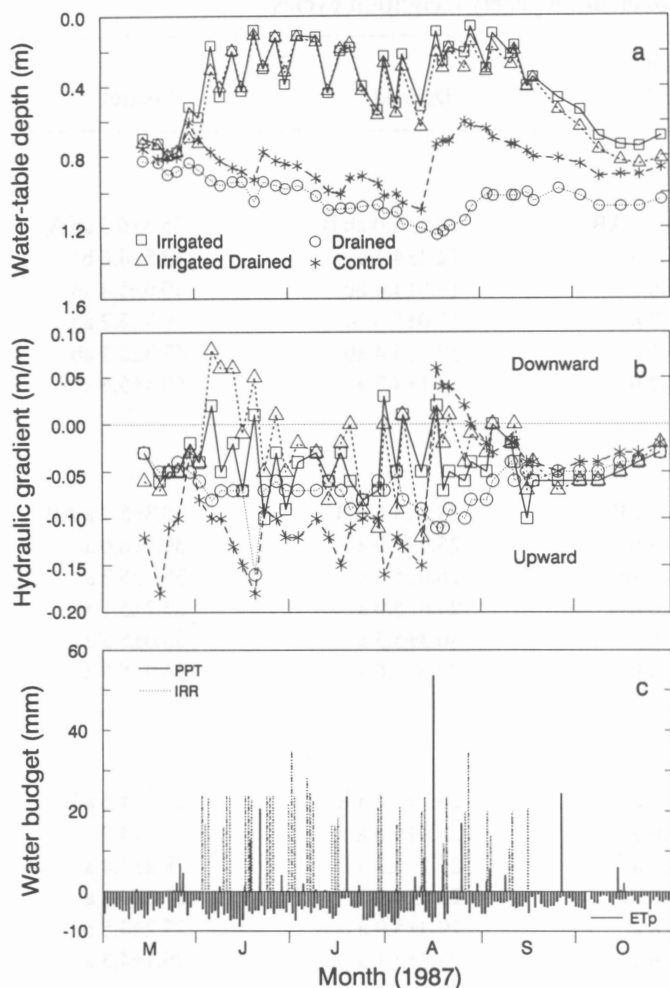 0.0
0.4
0.8
1.2
1.6
Water-table depth (m)
a
Irrigated
Drained
Irrigated Drained
Control
0.10
0.05
0.00
-0.05
-0.10
-0.15
-0.20
Hydraulic gradient (m/m)
b
Downward
Upward
60
40
20
0
-10
Water budget (mm)
PPT
IRR
c
ETp
M J J A S O
Month (1987)